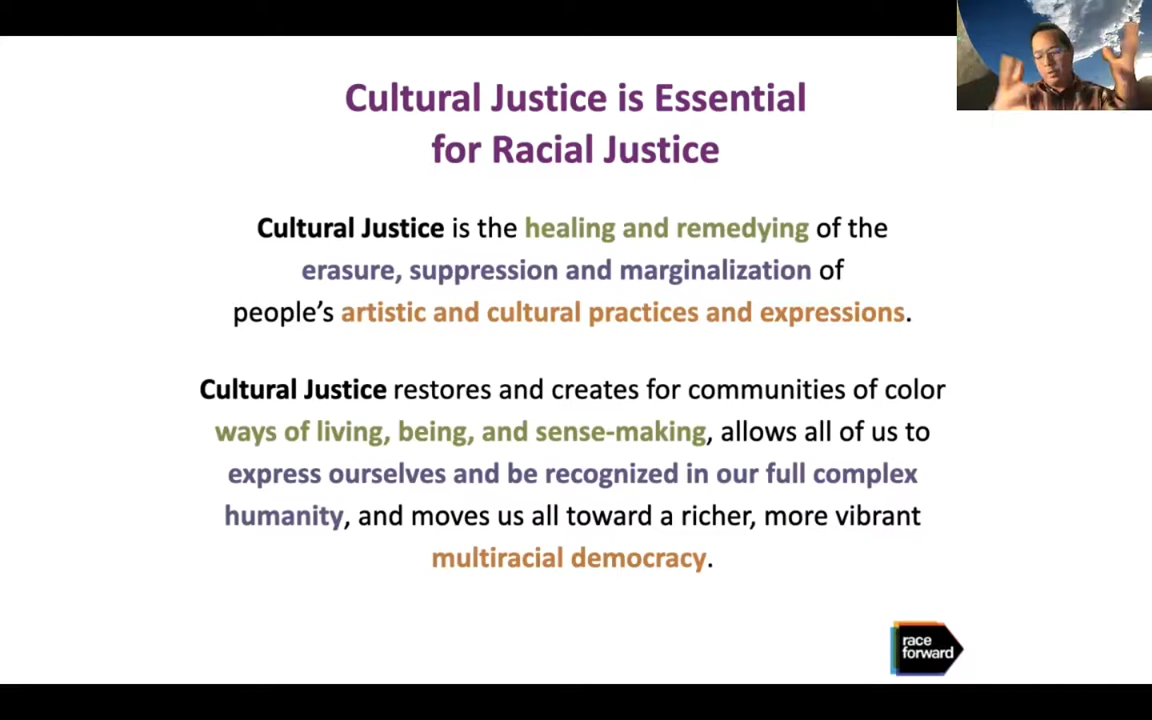 Cultural Justice is Essential
for Racial Justice
Cultural Justice is the healing and remedying of the
erasure, suppression and marginalization of
people’s artistic and cultural practices and expressions.
Cultural Justice restores and creates for communities of color
ways of living, being, and sense-making, allows all of us to
express ourselves and be recognized in our full complex
humanity, and moves us all toward a richer, more vibrant
multiracial democracy.
race
forward